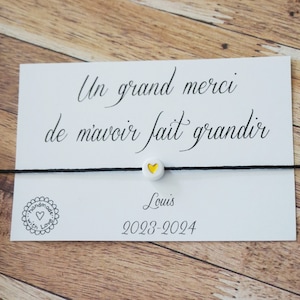 Un grand merci
de m'avoir fait grandir
Louis
2023-2024